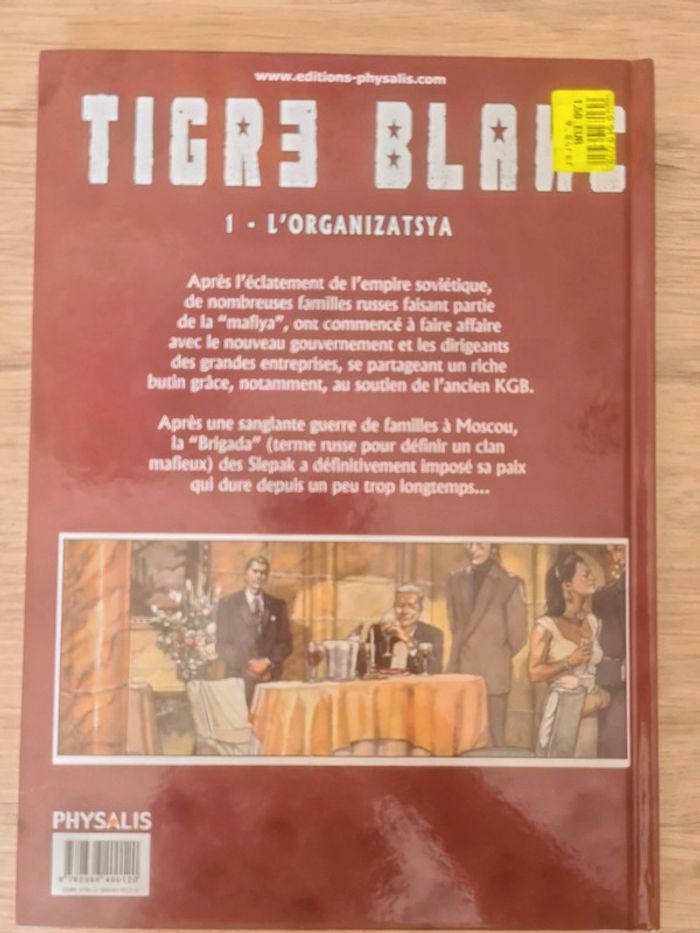 www.editions-physalis.com
TIGRE BLANC
1,50 EUR
1 - L'ORGANIZATSYA
Après l'éclatement de l'empire soviétique,
de nombreuses familles russes faisant partie
de la "mafiya", ont commencé à faire affaire
avec le nouveau gouvernement et les dirigeants
des grandes entreprises, se partageant un riche
butin grâce, notamment, au soutien de l'ancien KGB.
Après une sanglante guerre de familles à Moscou,
la "Brigada" (terme russe pour définir un clan
mafieux) des Slepak a définitivement imposé sa paix
qui dure depuis un peu trop longtemps...
PHYSALIS